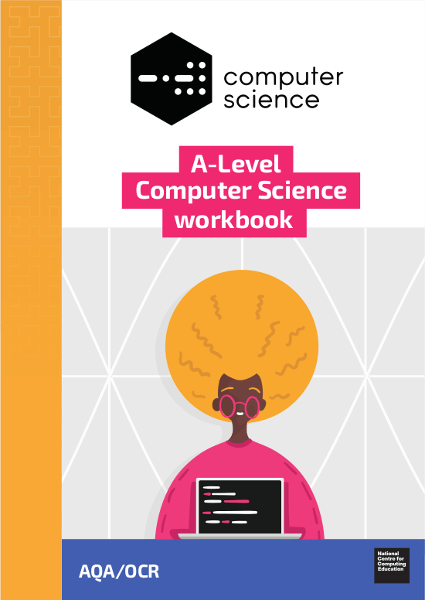 computer
science
A-Level
Computer Science
workbook
AQA/OCR
National
Centre for
Computing
Education